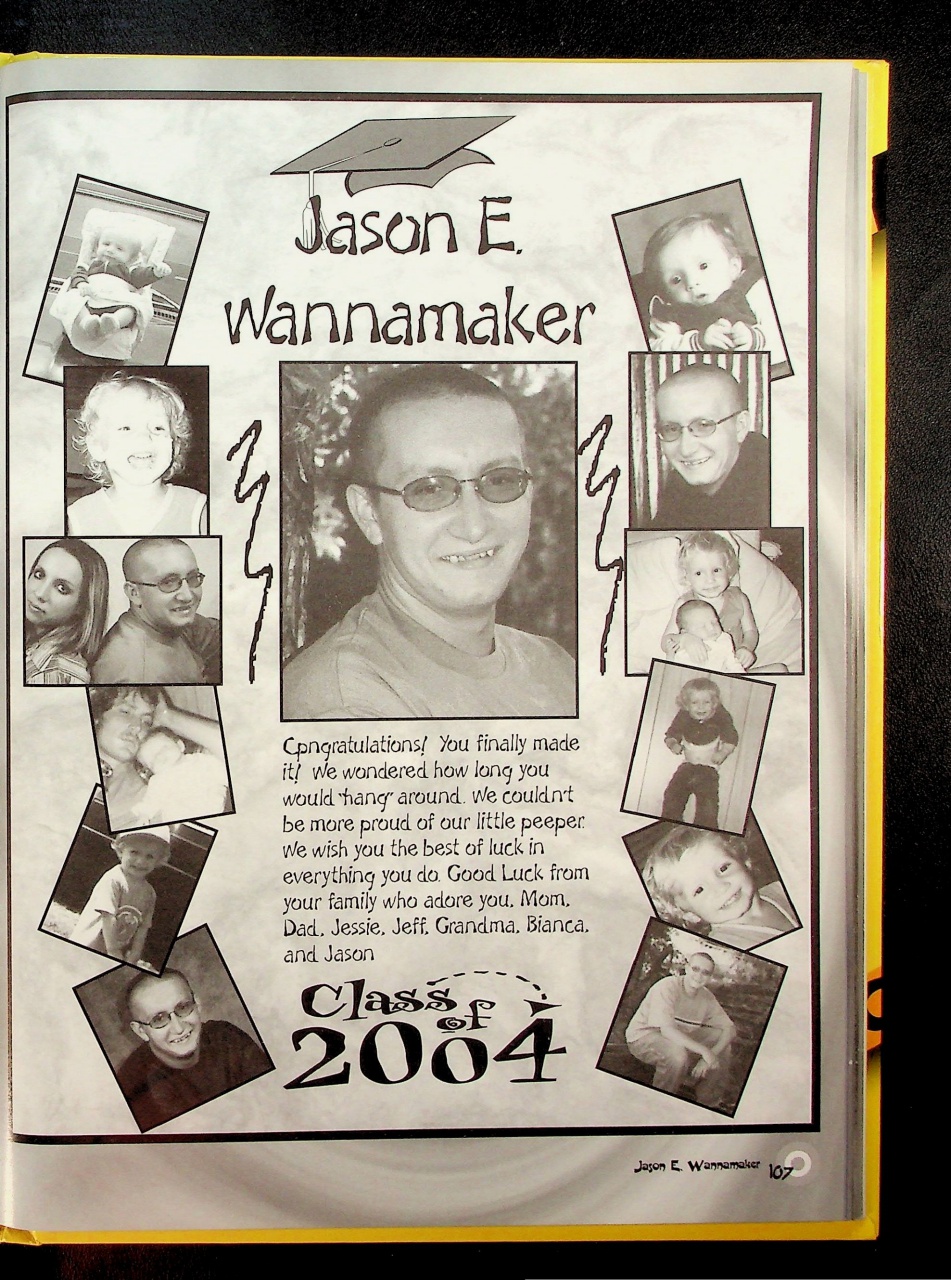 Jason E.
Wannamaker
Cpngratulations! You finally made
it! We wondered how long you
would "hang" around. We couldn't
be more proud of our little peeper.
We wish you the best of luck in
everything you do. Good Luck from
your family who adore you, Mom,
Dad, Jessie, Jeff, Grandma, Bianca,
and Jason
Class of
2004
Jason E. Wannamaker 107